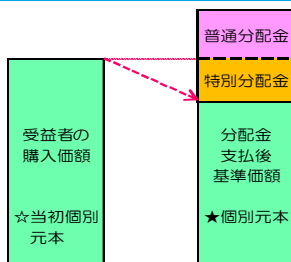 普通分配金
特別分配金
受益者の
購入価額
☆当初個別
元本
分配金
支払後
基準価額
★個別元本